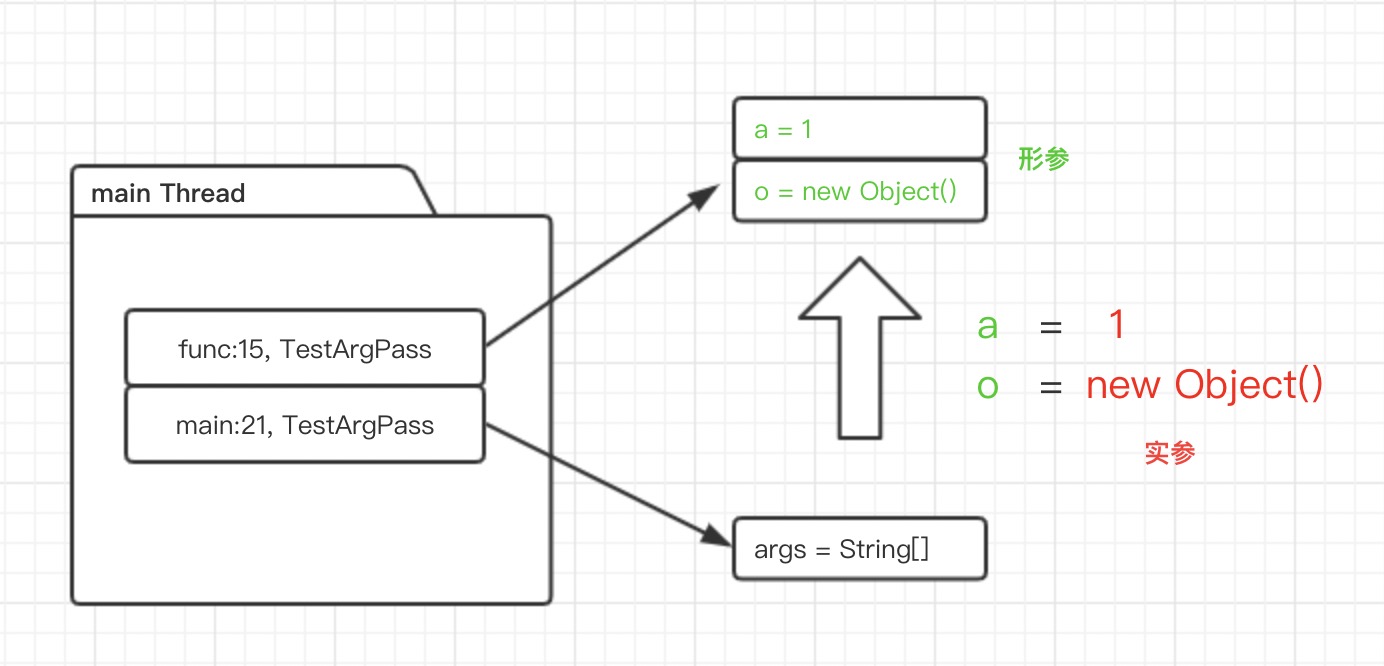 main Thread
func:15, TestArgPass
main:21, TestArgPass
a = 1
o = new Object()
形参
a = 1
o = new Object()
实参
args = String[]